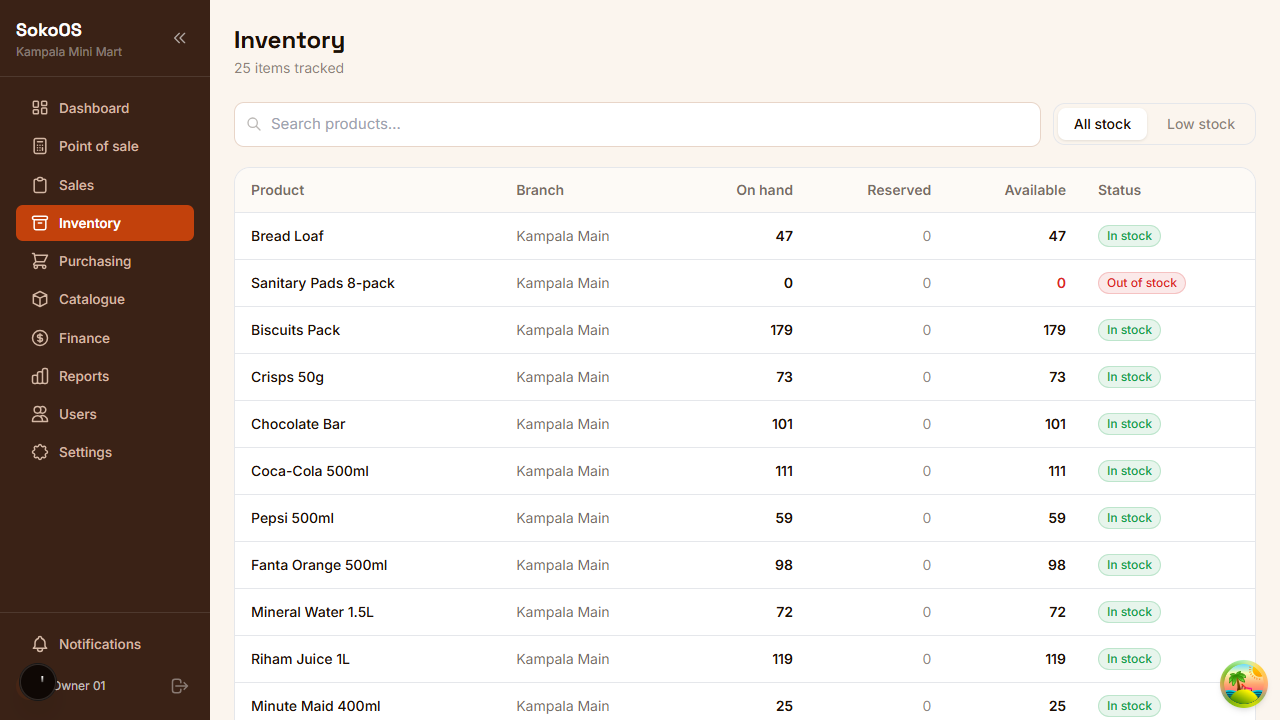 SokoOS
Kampala Mini Mart
Dashboard
Point of sale
Sales
Inventory
Purchasing
Catalogue
Finance
Reports
Users
Settings
Notifications
Owner 01
Inventory
25 items tracked
Search products...
All stock
Low stock
Product Branch On hand Reserved Available Status
Bread Loaf Kampala Main 47 0 47 In stock
Sanitary Pads 8-pack Kampala Main 0 0 0 Out of stock
Biscuits Pack Kampala Main 179 0 179 In stock
Crisps 50g Kampala Main 73 0 73 In stock
Chocolate Bar Kampala Main 101 0 101 In stock
Coca-Cola 500ml Kampala Main 111 0 111 In stock
Pepsi 500ml Kampala Main 59 0 59 In stock
Fanta Orange 500ml Kampala Main 98 0 98 In stock
Mineral Water 1.5L Kampala Main 72 0 72 In stock
Riham Juice 1L Kampala Main 119 0 119 In stock
Minute Maid 400ml Kampala Main 25 0 25 In stock